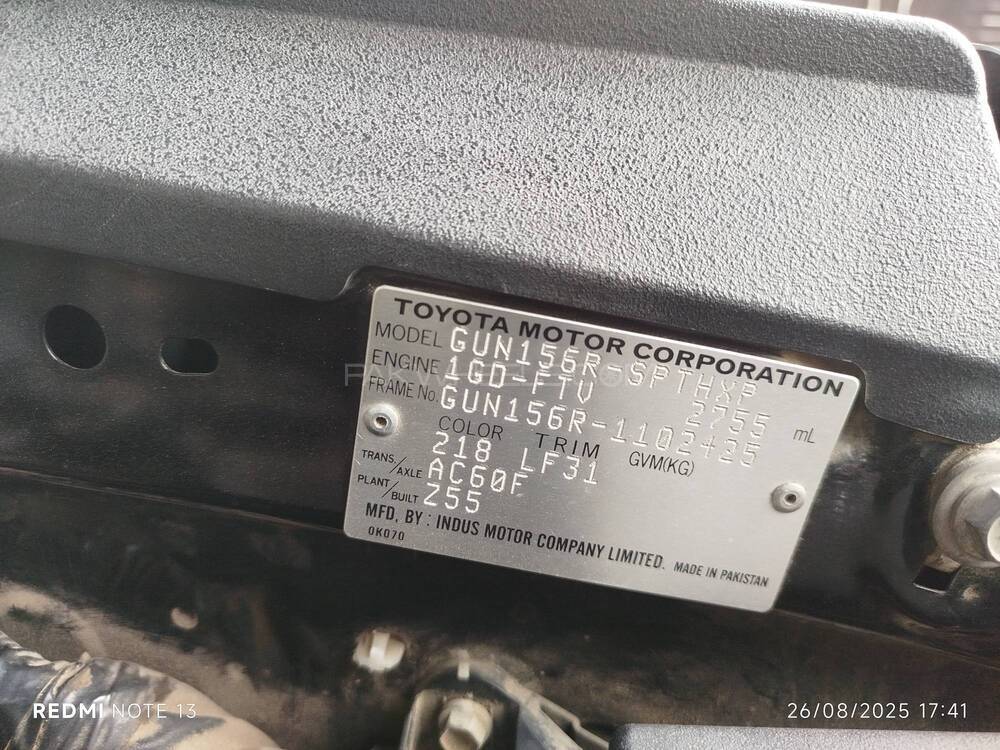 TOYOTA MOTOR CORPORATION
MODEL GUN156R-SPTHXP
ENGINE 1GD-FTV 2755 mL
FRAME No. GUN156R-1102425
COLOR TRIM GVM(KG)
218 LF31
TRANS./AXLE AC60F
PLANT/BUILT Z55
MFD. BY : INDUS MOTOR COMPANY LIMITED. MADE IN PAKISTAN
0K070
REDMI NOTE 13
26/08/2025 17:41